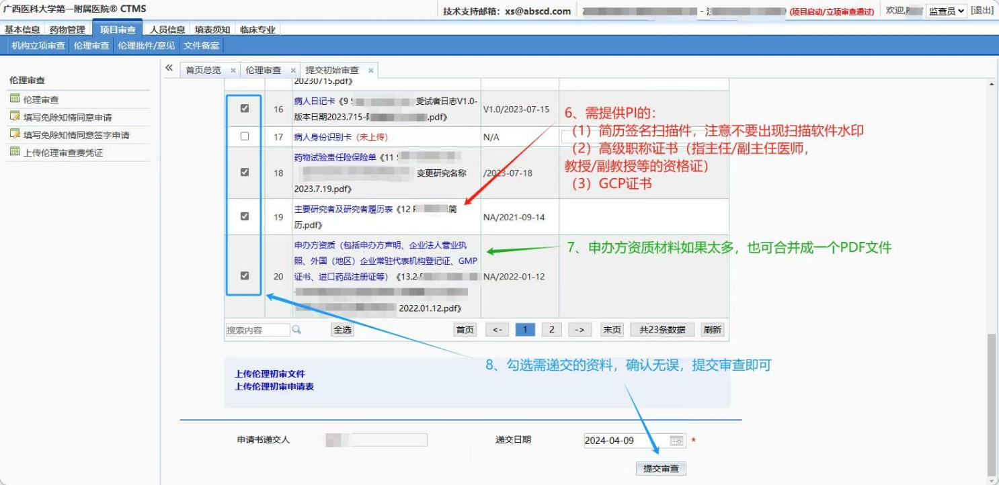 广西医科大学第一附属医院® CTMS
技术支持邮箱：xs@abscd.com
(项目启动/立项审查通过)
欢迎,
监查员
[退出]
基本信息 药物管理 项目审查 人员信息 填表须知 临床专业
机构立项审查 伦理审查 伦理批件/意见 文件备案
伦理审查
伦理审查
填写免除知情同意申请
填写免除知情同意签字申请
上传伦理审查费凭证
«
首页总览 × 伦理审查 × 提交初始审查 ×
20230715.pdf》
16 病人日记卡《9 受试者日志V1.0-
版本日期2023.715- .pdf》
V1.0/2023-07-15
17 病人身份识别卡（未上传） N/A
18 药物试验责任险保险单《11
变更研究名称
2023.7.19.pdf》
/2023-07-18
19 主要研究者及研究者履历表《12 简
历.pdf》
NA/2021-09-14
20 申办方资质（包括申办方声明、企业法人营业执
照、外国（地区）企业常驻代表机构登记证、GMP
证书、进口药品注册证等）《13.2
2022.01.12.pdf》
NA/2022-01-12
6、需提供PI的：
（1）简历签名扫描件，注意不要出现扫描软件水印
（2）高级职称证书（指主任/副主任医师，
教授/副教授等的资格证）
（3）GCP证书
7、申办方资质材料如果太多，也可合并成一个PDF文件
搜索内容 全选 首页 <- 1 2 -> 末页 共23条数据 刷新
8、勾选需递交的资料，确认无误，提交审查即可
上传伦理初审文件
上传伦理初审申请表
申请书递交人 递交日期 2024-04-09 *
提交审查